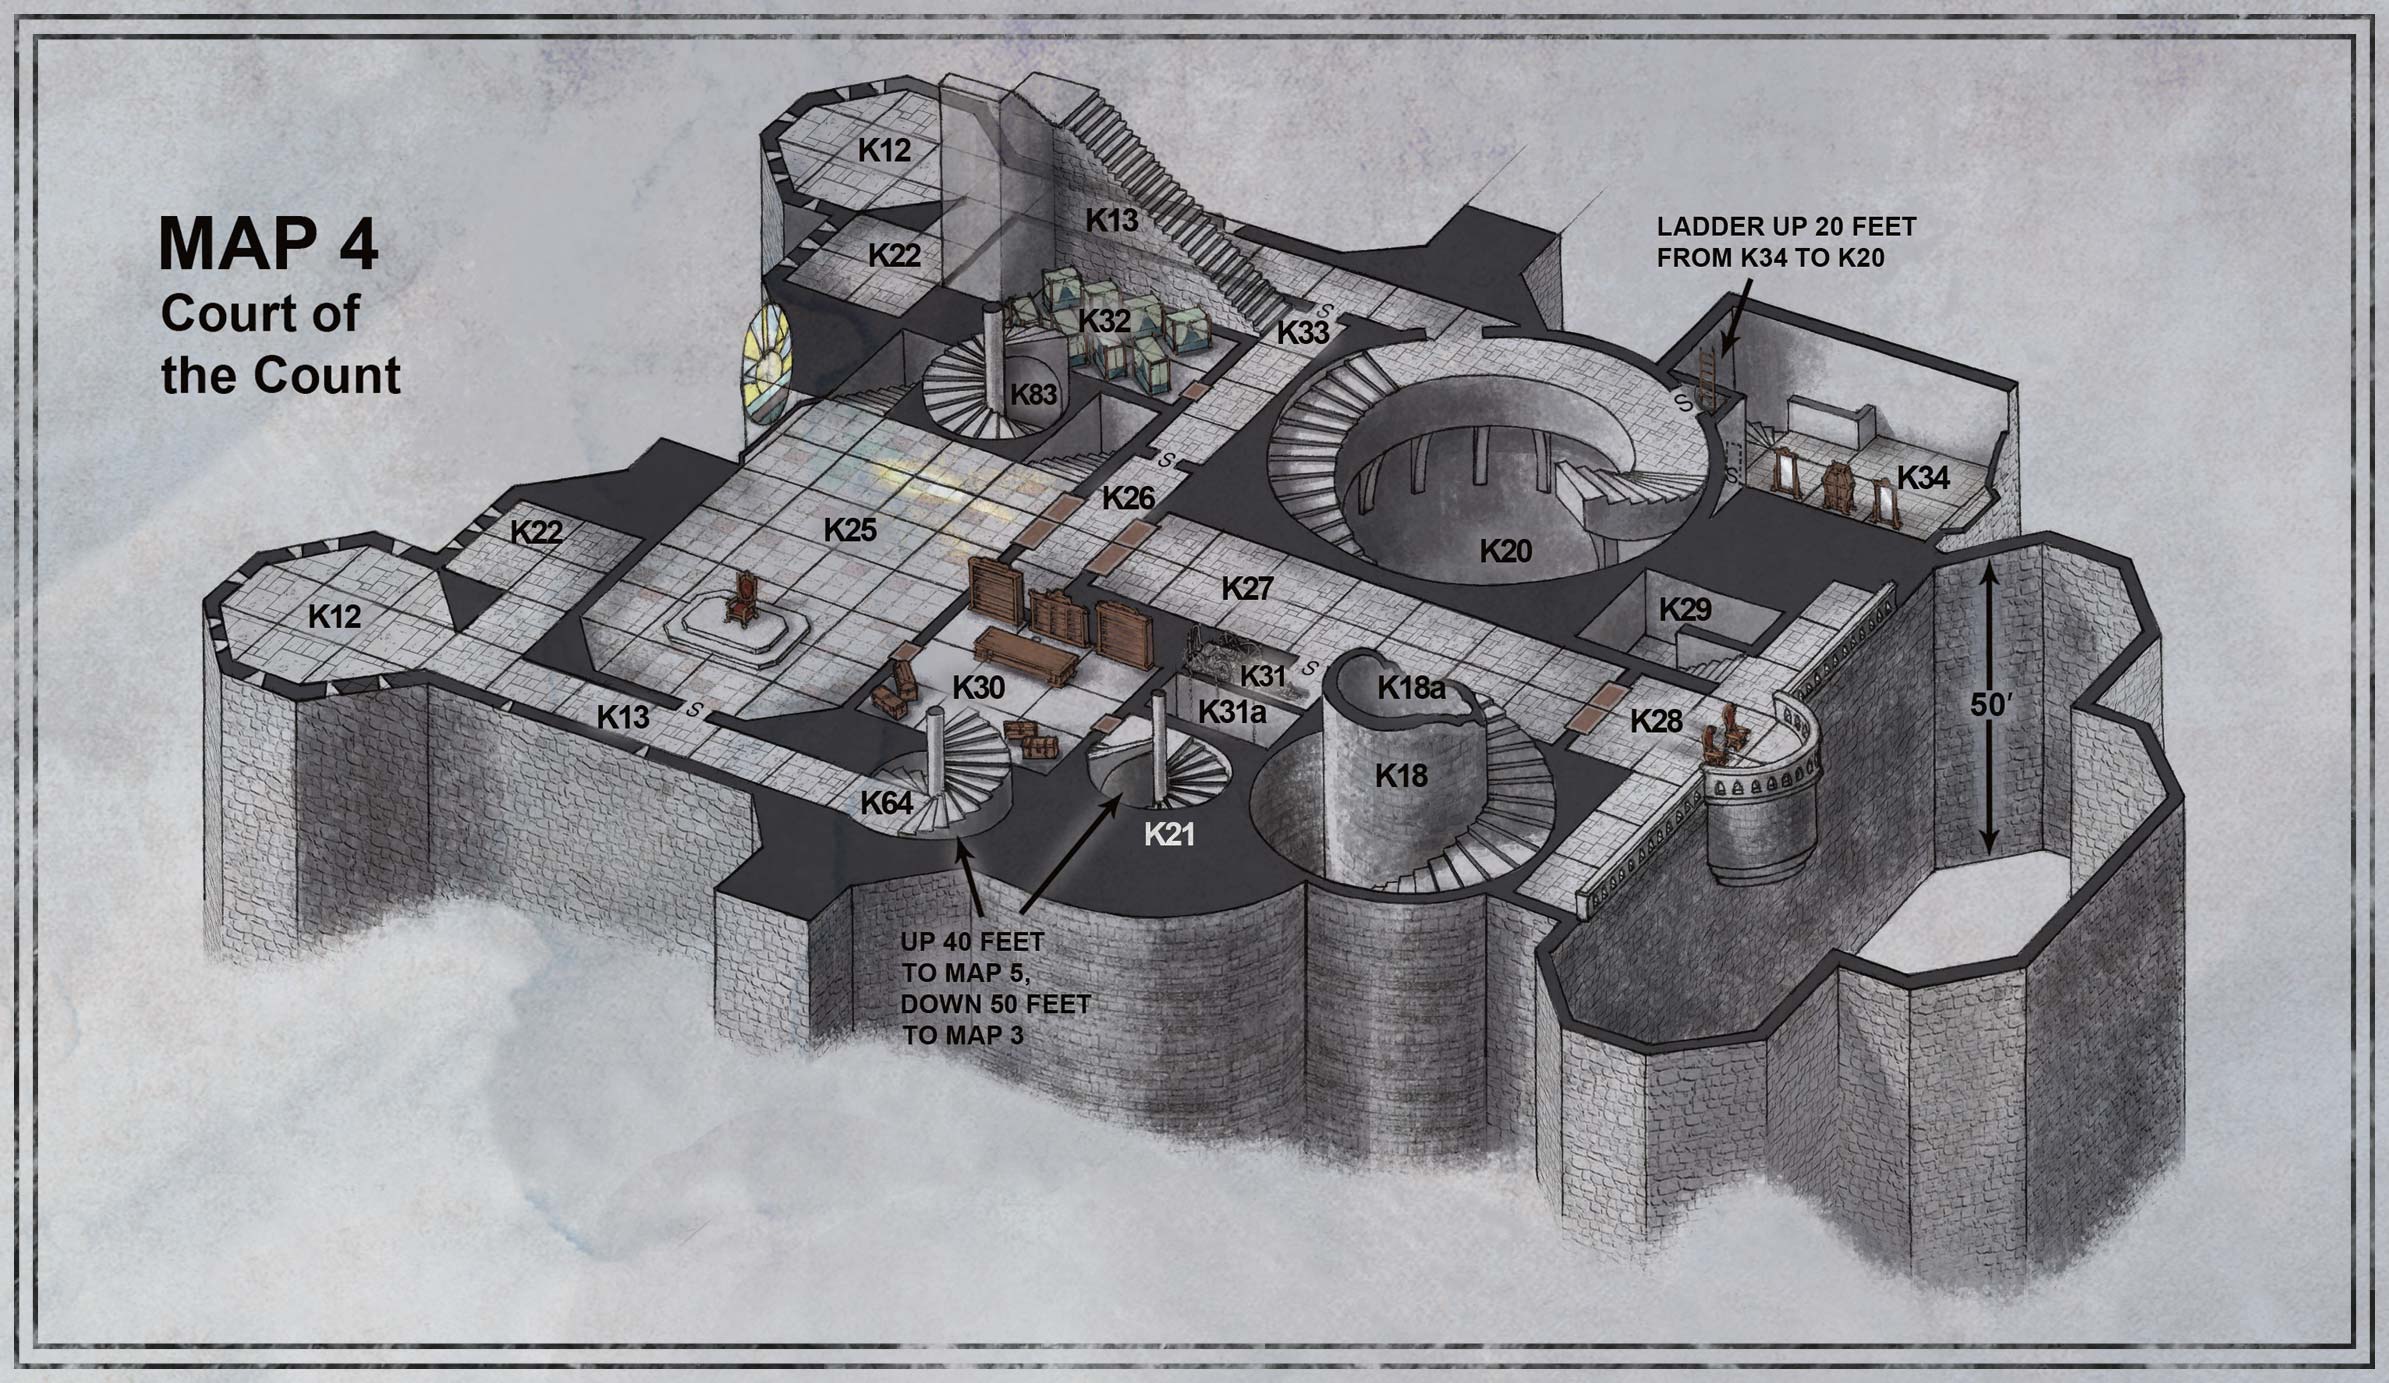 MAP 4
Court of
the Count
K12
K13
K22
LADDER UP 20 FEET
FROM K34 TO K20
K32
S
K33
K83
S
S
K34
S
K26
K25
K22
K20
K27
K29
K12
K31
S
K30
K18a
K31a
S
K13
K28
50'
K18
K64
K21
UP 40 FEET
TO MAP 5,
DOWN 50 FEET
TO MAP 3